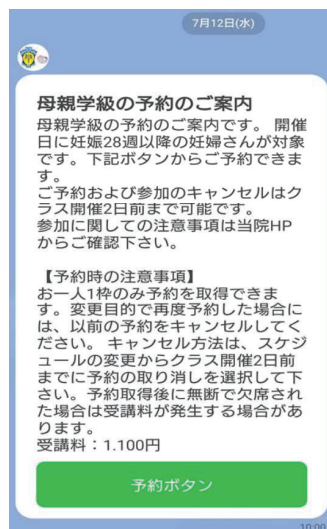 7月12日(水)
母親学級の予約のご案内
母親学級の予約のご案内です。 開催
日に妊娠28週以降の妊婦さんが対象
です。下記ボタンからご予約できま
す。
ご予約および参加のキャンセルはク
ラス開催2日前まで可能です。
参加に関しての注意事項は当院HP
からご確認下さい。
【予約時の注意事項】
お一人1枠のみ予約を取得できま
す。変更目的で再度予約した場合に
は、以前の予約をキャンセルしてく
ださい。 キャンセル方法は、スケジ
ュールの変更からクラス開催2日前
までに予約の取り消しを選択して下
さい。予約取得後に無断で欠席され
た場合は受講料が発生する場合があ
ります。
受講料：1.100円
予約ボタン
10:00